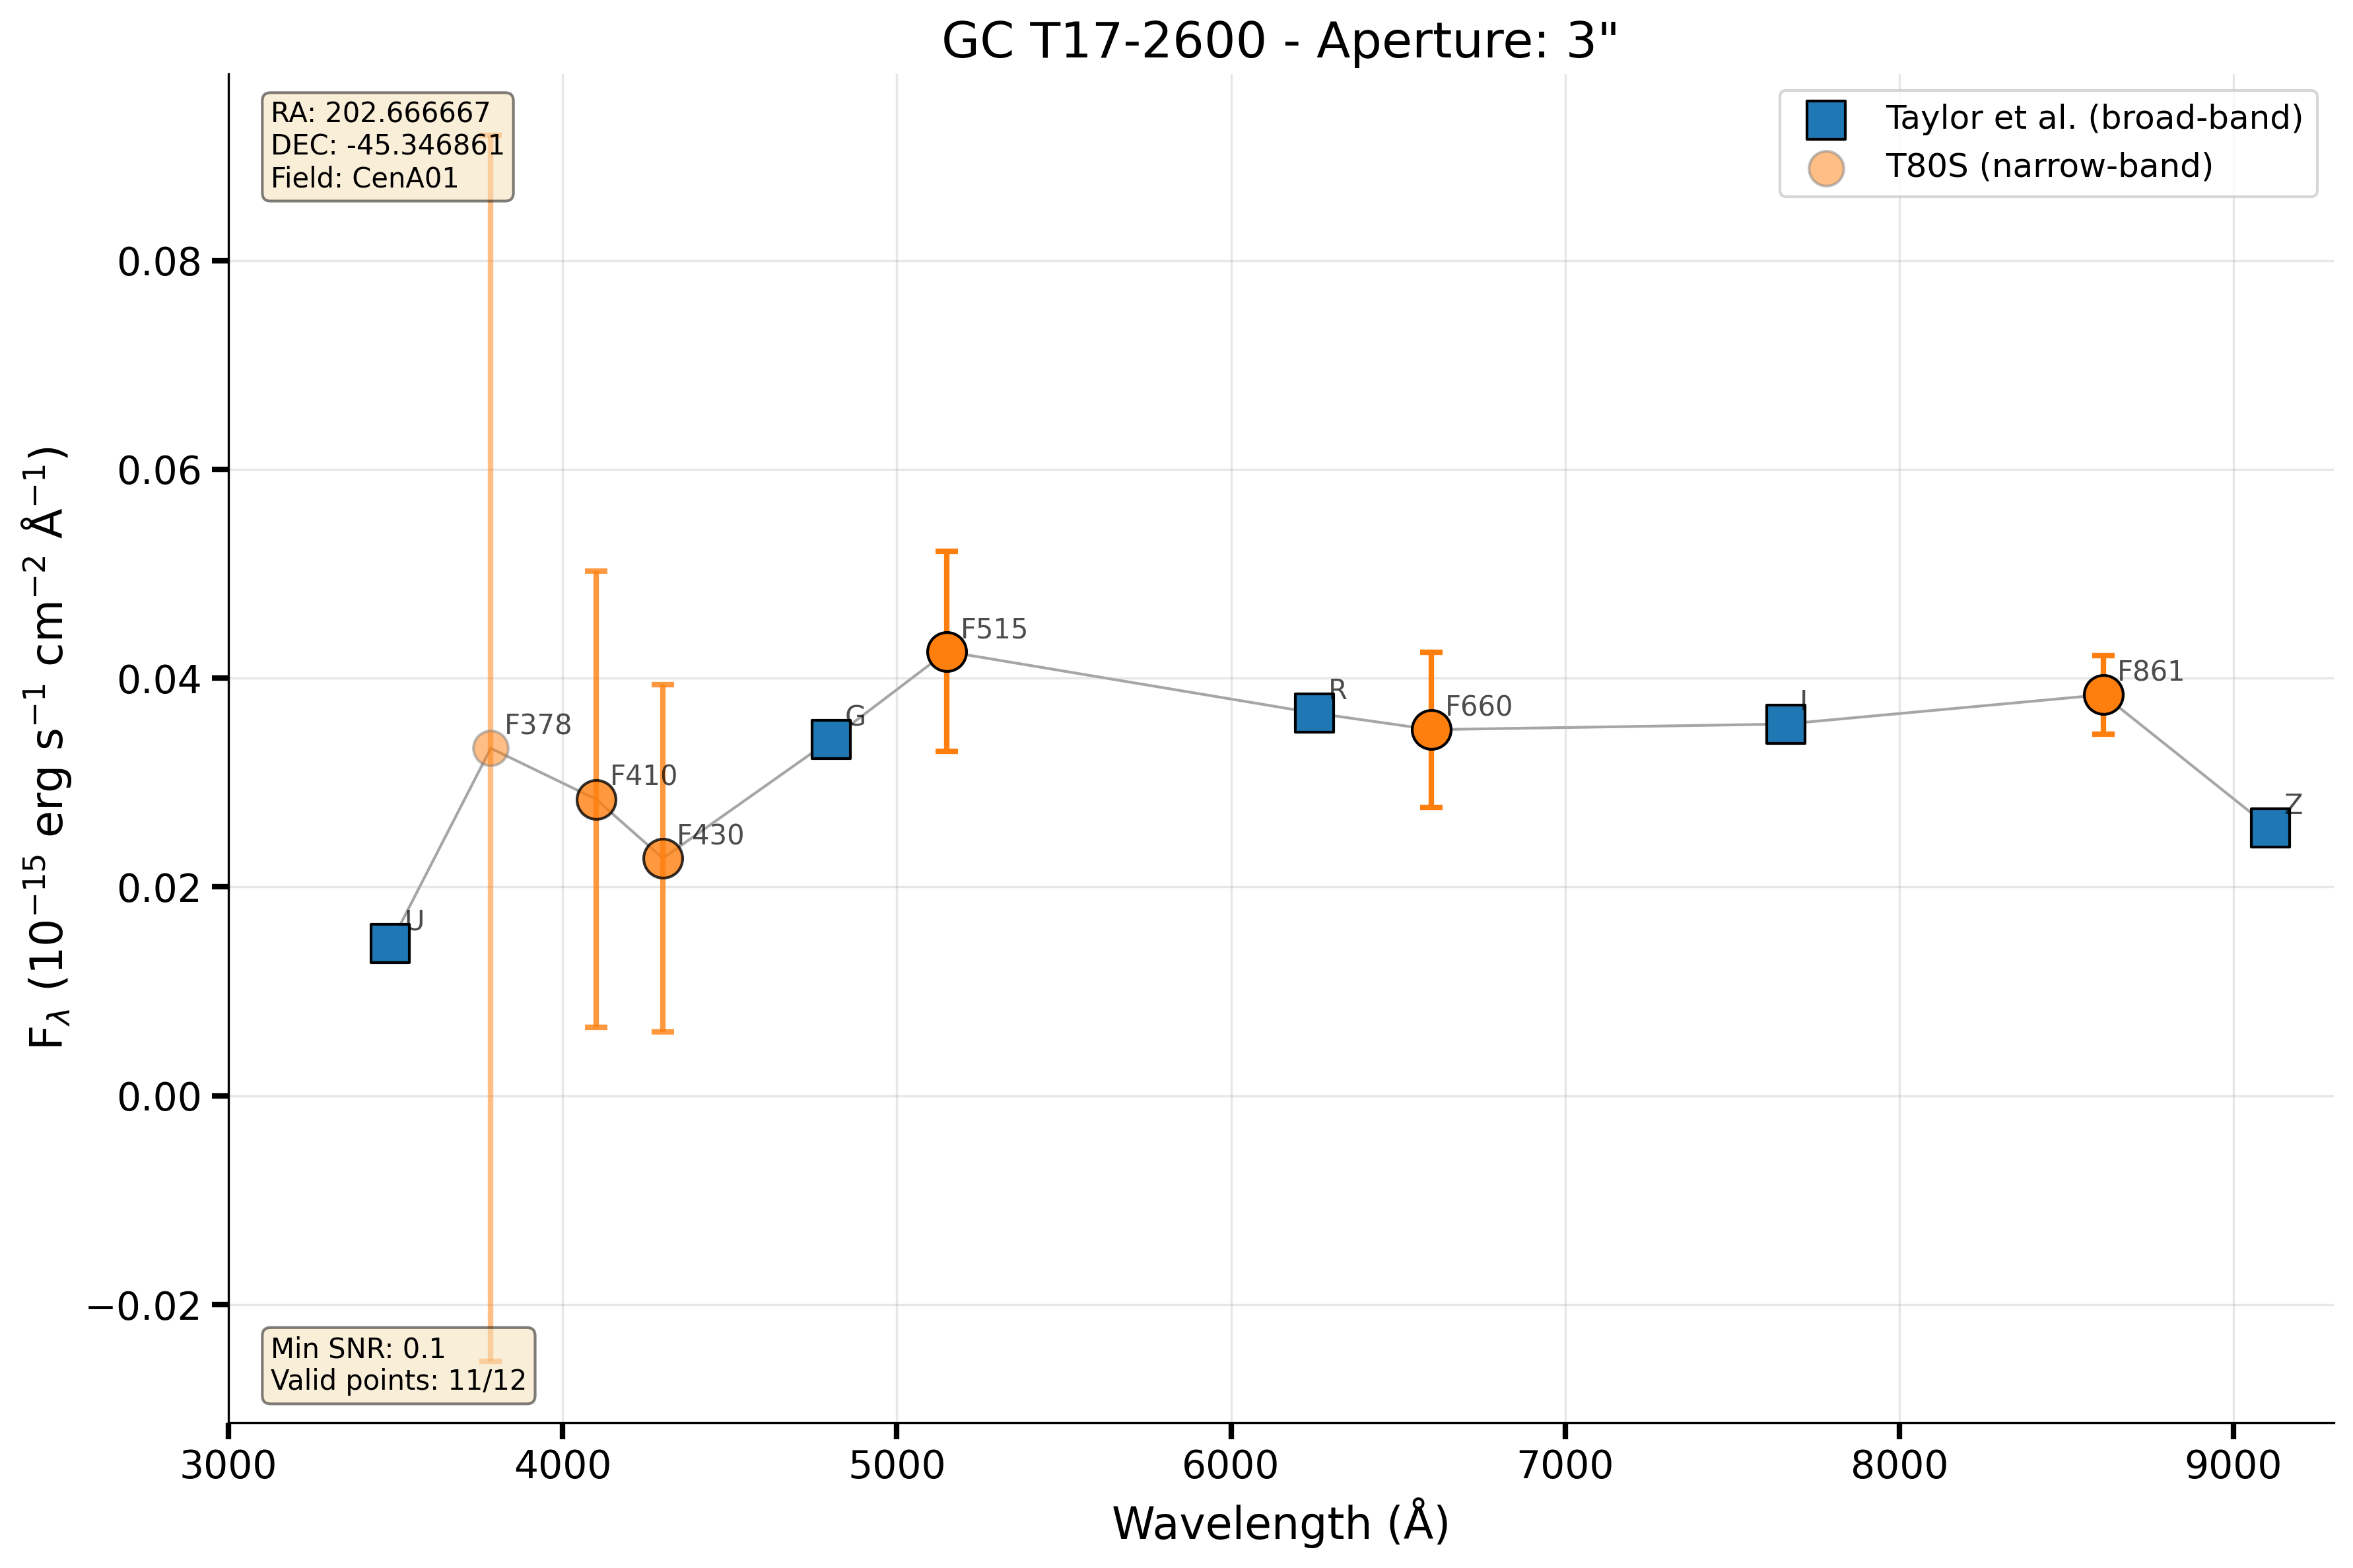 GC T17-2600 - Aperture: 3"
RA: 202.666667
DEC: -45.346861
Field: CenA01
Taylor et al. (broad-band)
T80S (narrow-band)
F_λ (10⁻¹⁵ erg s⁻¹ cm⁻² Å⁻¹)
0.08
0.06
0.04
0.02
0.00
−0.02
U
F378
F410
F430
G
F515
R
F660
I
F861
Z
Min SNR: 0.1
Valid points: 11/12
3000 4000 5000 6000 7000 8000 9000
Wavelength (Å)